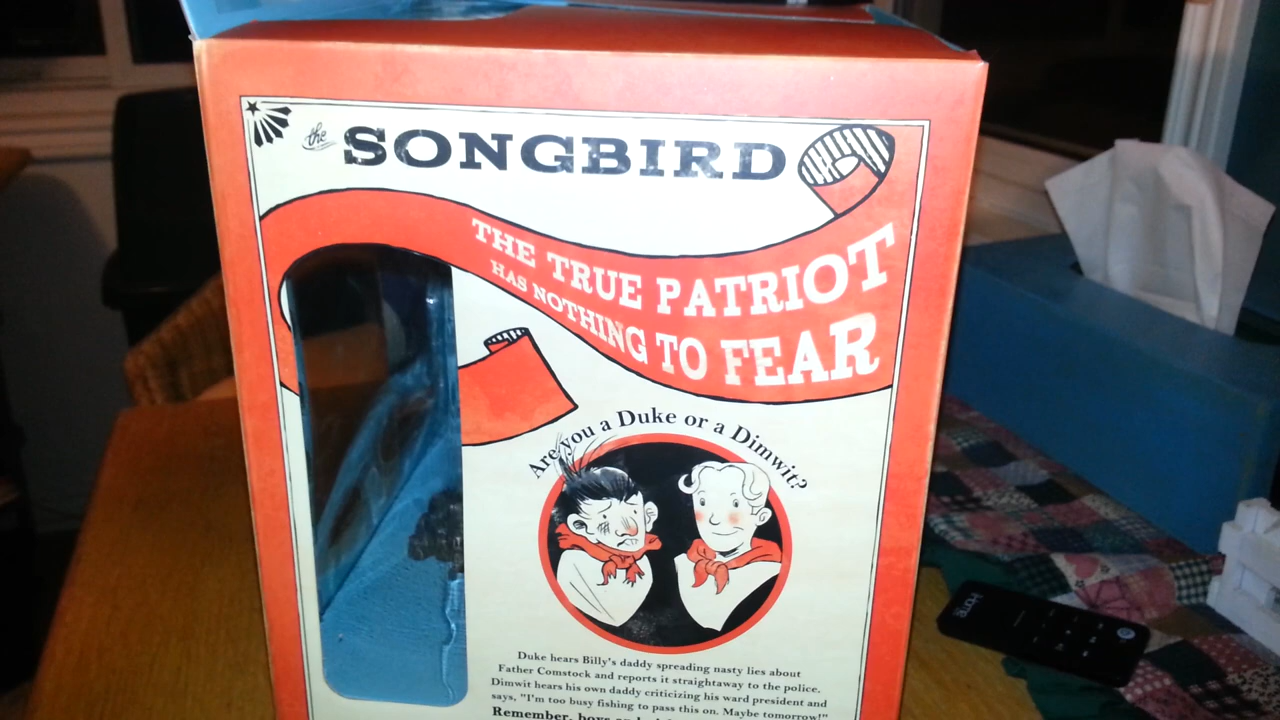 the SONGBIRD
THE TRUE PATRIOT
HAS NOTHING TO FEAR
Are you a Duke or a Dimwit?
Duke hears Billy's daddy spreading nasty lies about
Father Comstock and reports it straightaway to the police.
Dimwit hears his own daddy criticizing his ward president and
says, "I'm too busy fishing to pass this on. Maybe tomorrow!"
Remember, boys